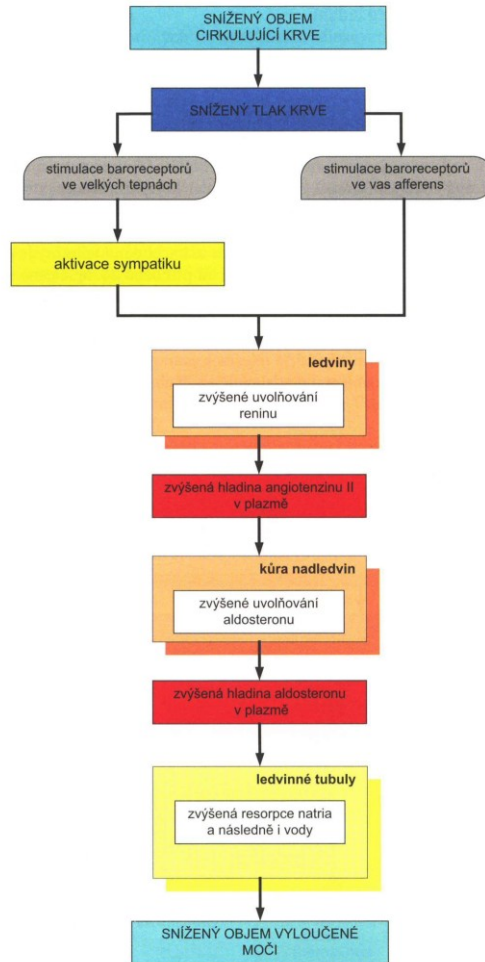 SNÍŽENÝ OBJEM
CIRKULUJÍCÍ KRVE
SNÍŽENÝ TLAK KRVE
stimulace baroreceptorů
ve velkých tepnách
stimulace baroreceptorů
ve vas afferens
aktivace sympatiku
ledviny
zvýšené uvolňování
reninu
zvýšená hladina angiotenzinu II
v plazmě
kůra nadledvin
zvýšené uvolňování
aldosteronu
zvýšená hladina aldosteronu
v plazmě
ledvinné tubuly
zvýšená resorpce natria
a následně i vody
SNÍŽENÝ OBJEM VYLOUČENÉ
MOČI